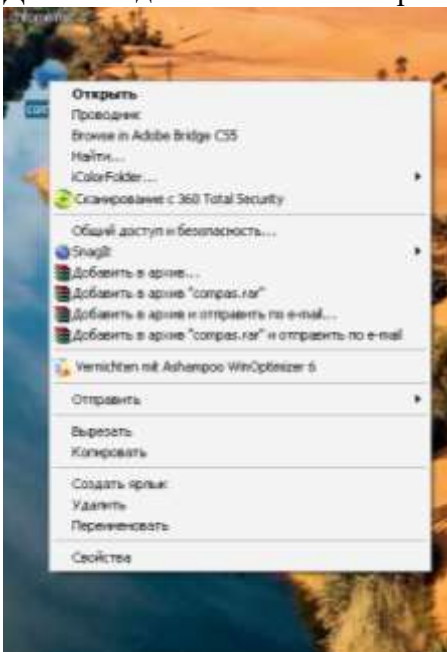 Открыть
Проводник
Browse in Adobe Bridge CS5
Найти...
iColorFolder...
Сканирование с 360 Total Security
Общий доступ и безопасность...
SnagIt
Добавить в архив...
Добавить в архив "compas.rar"
Добавить в архив и отправить по e-mail...
Добавить в архив "compas.rar" и отправить по e-mail
Vernichten mit Ashampoo WinOptimizer 6
Отправить
Вырезать
Копировать
Создать ярлык
Удалить
Переименовать
Свойства